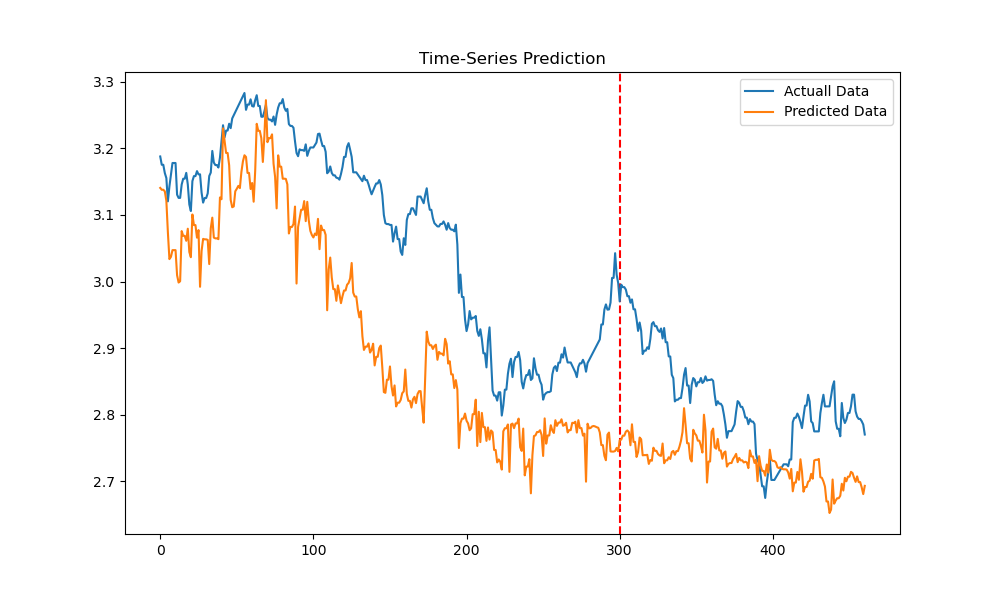 Time-Series Prediction
Actuall Data
Predicted Data
3.3
3.2
3.1
3.0
2.9
2.8
2.7
0 100 200 300 400